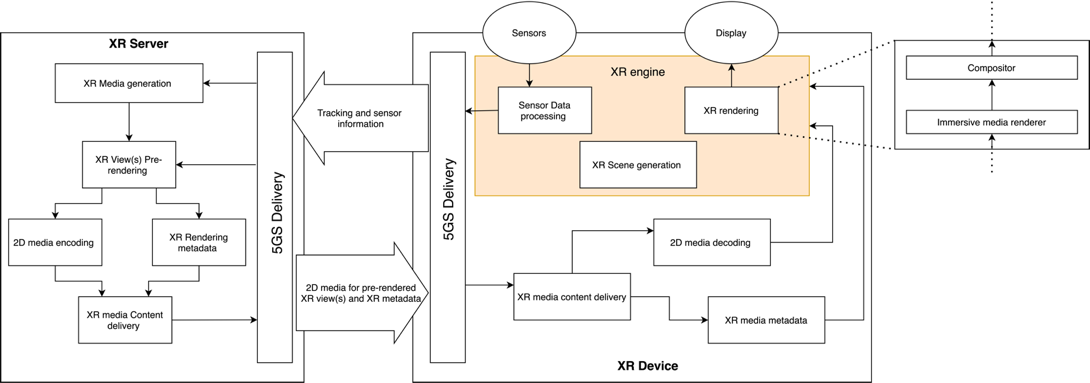 XR Server
XR Media generation
XR View(s) Pre-
rendering
2D media encoding
XR Rendering
metadata
XR media Content
delivery
5GS Delivery
Tracking and sensor
information
2D media for pre-rendered
XR view(s) and XR metadata
5GS Delivery
Sensors
Display
XR engine
Sensor Data
processing
XR rendering
XR Scene generation
2D media decoding
XR media content delivery
XR media metadata
XR Device
Compositor
Immersive media renderer